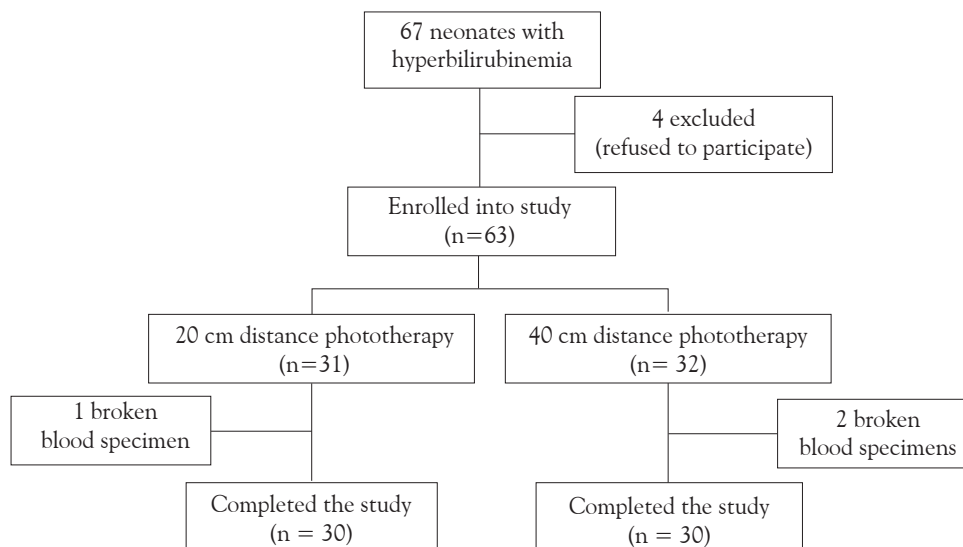 67 neonates with
hyperbilirubinemia
4 excluded
(refused to participate)
Enrolled into study
(n=63)
20 cm distance phototherapy
(n=31)
40 cm distance phototherapy
(n= 32)
1 broken
blood specimen
2 broken
blood specimens
Completed the study
(n = 30)
Completed the study
(n = 30)